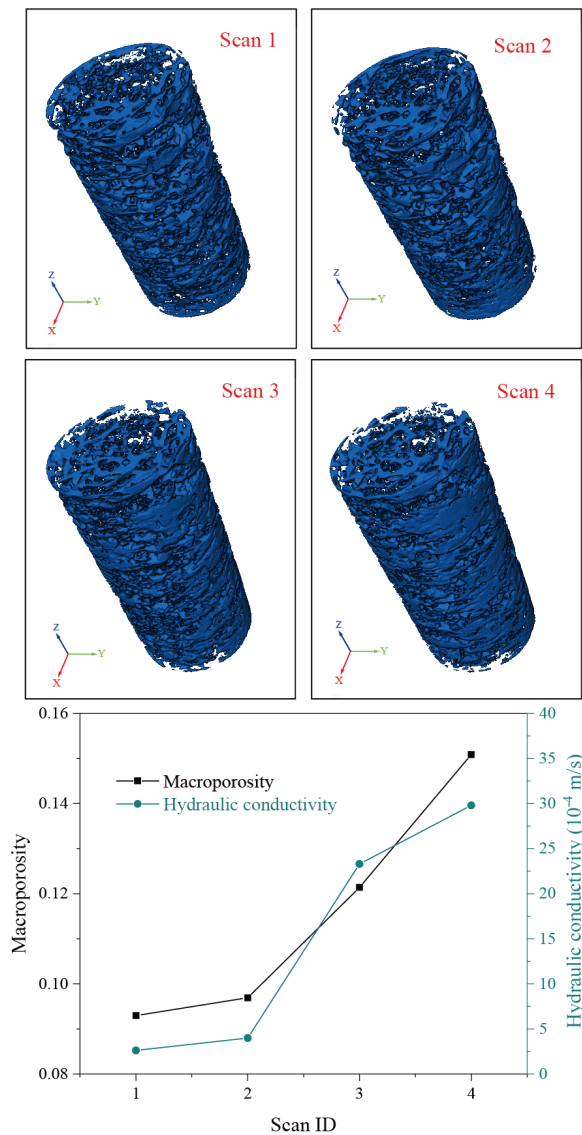 Scan 1
Z
Y
X
Scan 2
Z
Y
X
Scan 3
Z
Y
X
Scan 4
Z
Y
X
0.16
0.14
0.12
0.10
0.08
Macroporosity
Macroporosity
Hydraulic conductivity
40
35
30
25
20
15
10
5
0
Hydraulic conductivity (10⁻⁴ m/s)
1 2 3 4
Scan ID